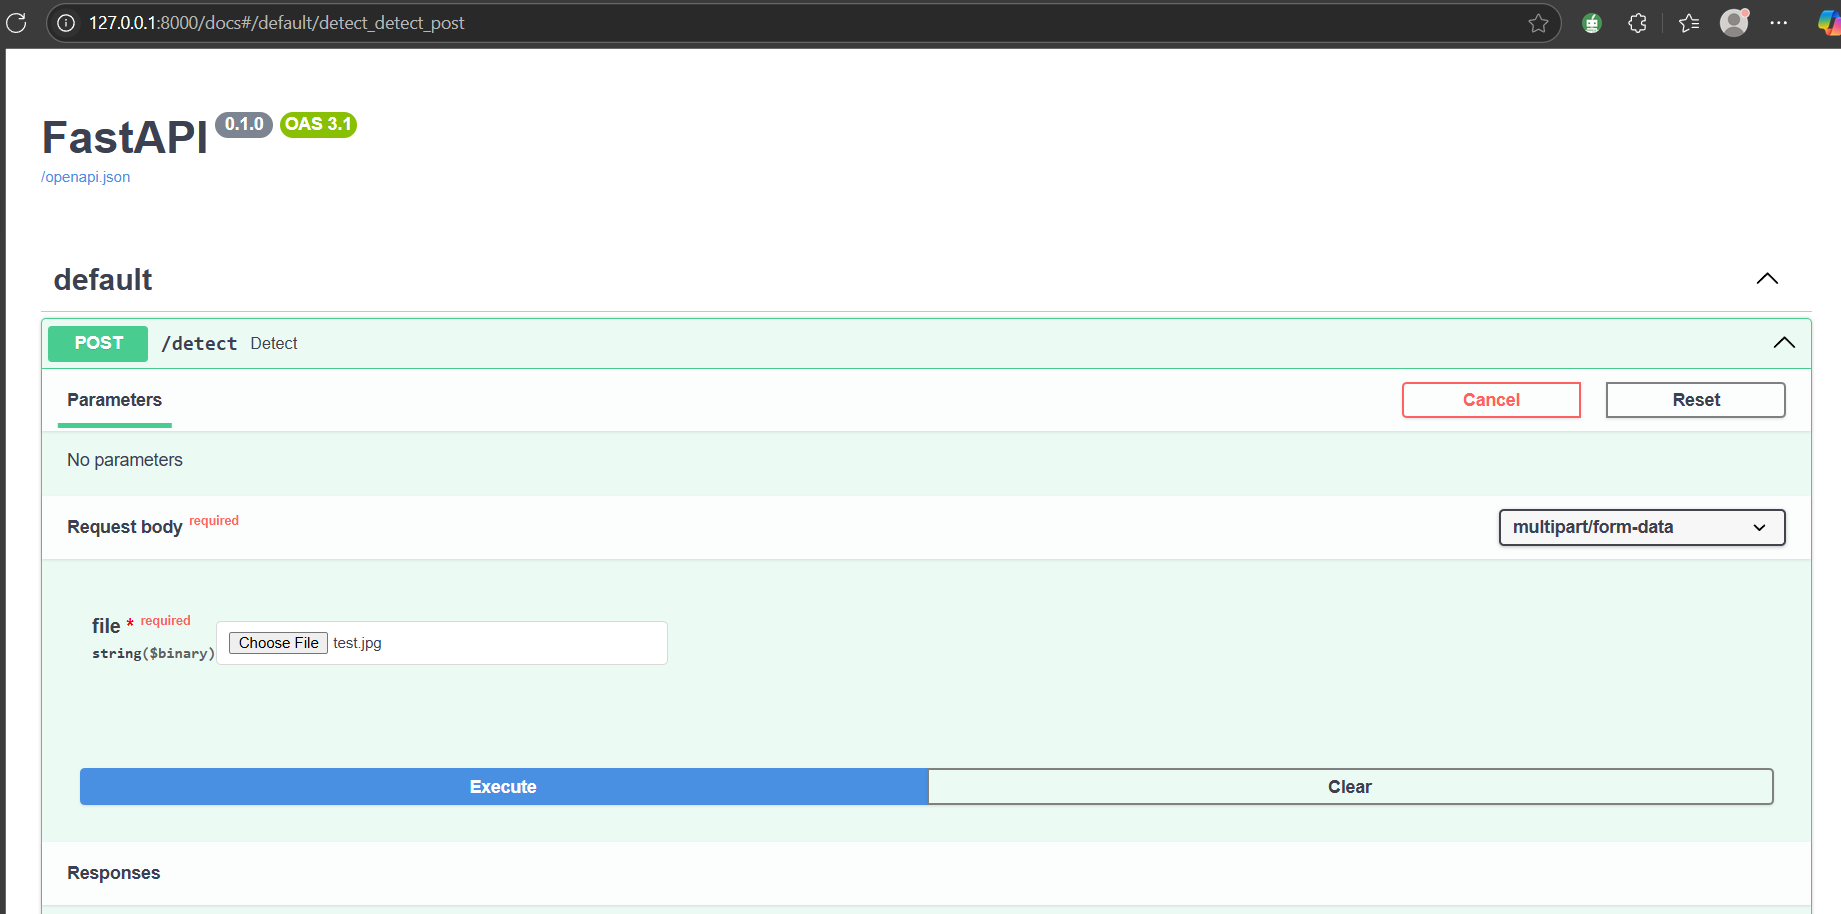 127.0.0.1:8000/docs#/default/detect_detect_post
FastAPI 0.1.0 OAS 3.1
/openapi.json
default
POST /detect Detect
Parameters Cancel Reset
No parameters
Request body required multipart/form-data
file * required
string($binary) Choose File test.jpg
Execute Clear
Responses